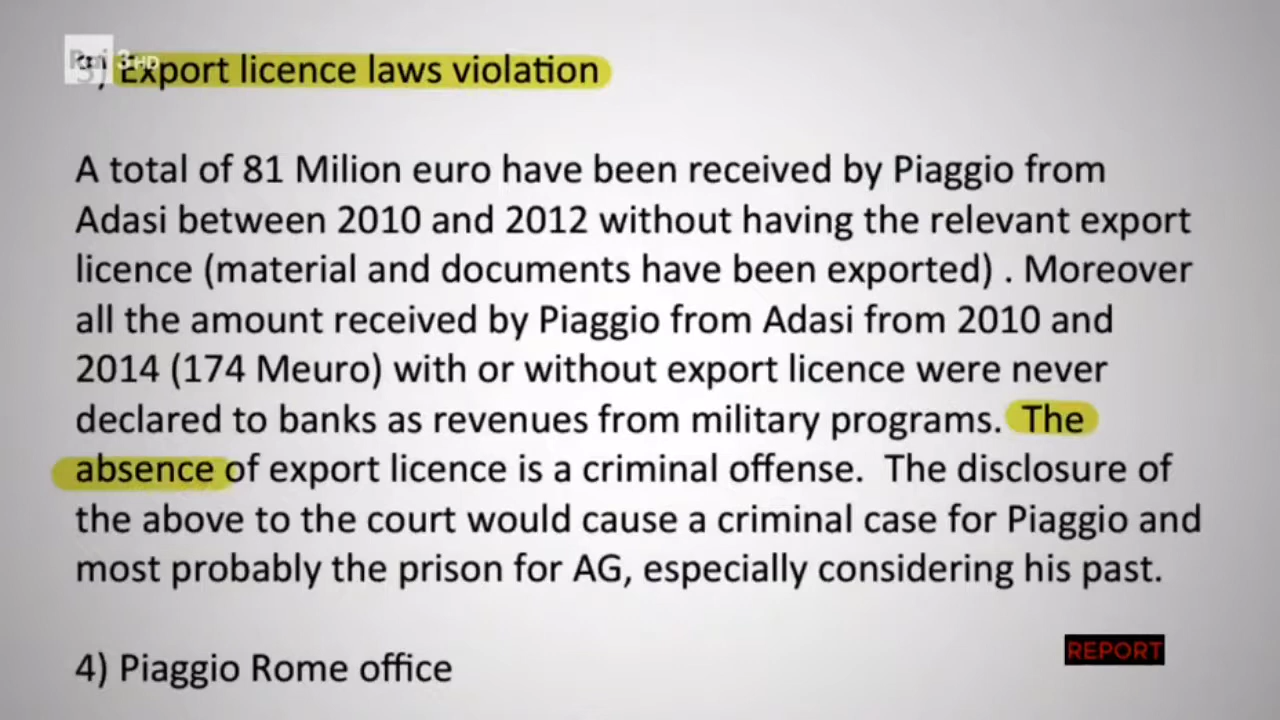 Rai 3HD
3) Export licence laws violation
A total of 81 Milion euro have been received by Piaggio from
Adasi between 2010 and 2012 without having the relevant export
licence (material and documents have been exported) . Moreover
all the amount received by Piaggio from Adasi from 2010 and
2014 (174 Meuro) with or without export licence were never
declared to banks as revenues from military programs. The
absence of export licence is a criminal offense. The disclosure of
the above to the court would cause a criminal case for Piaggio and
most probably the prison for AG, especially considering his past.
4) Piaggio Rome office
REPORT